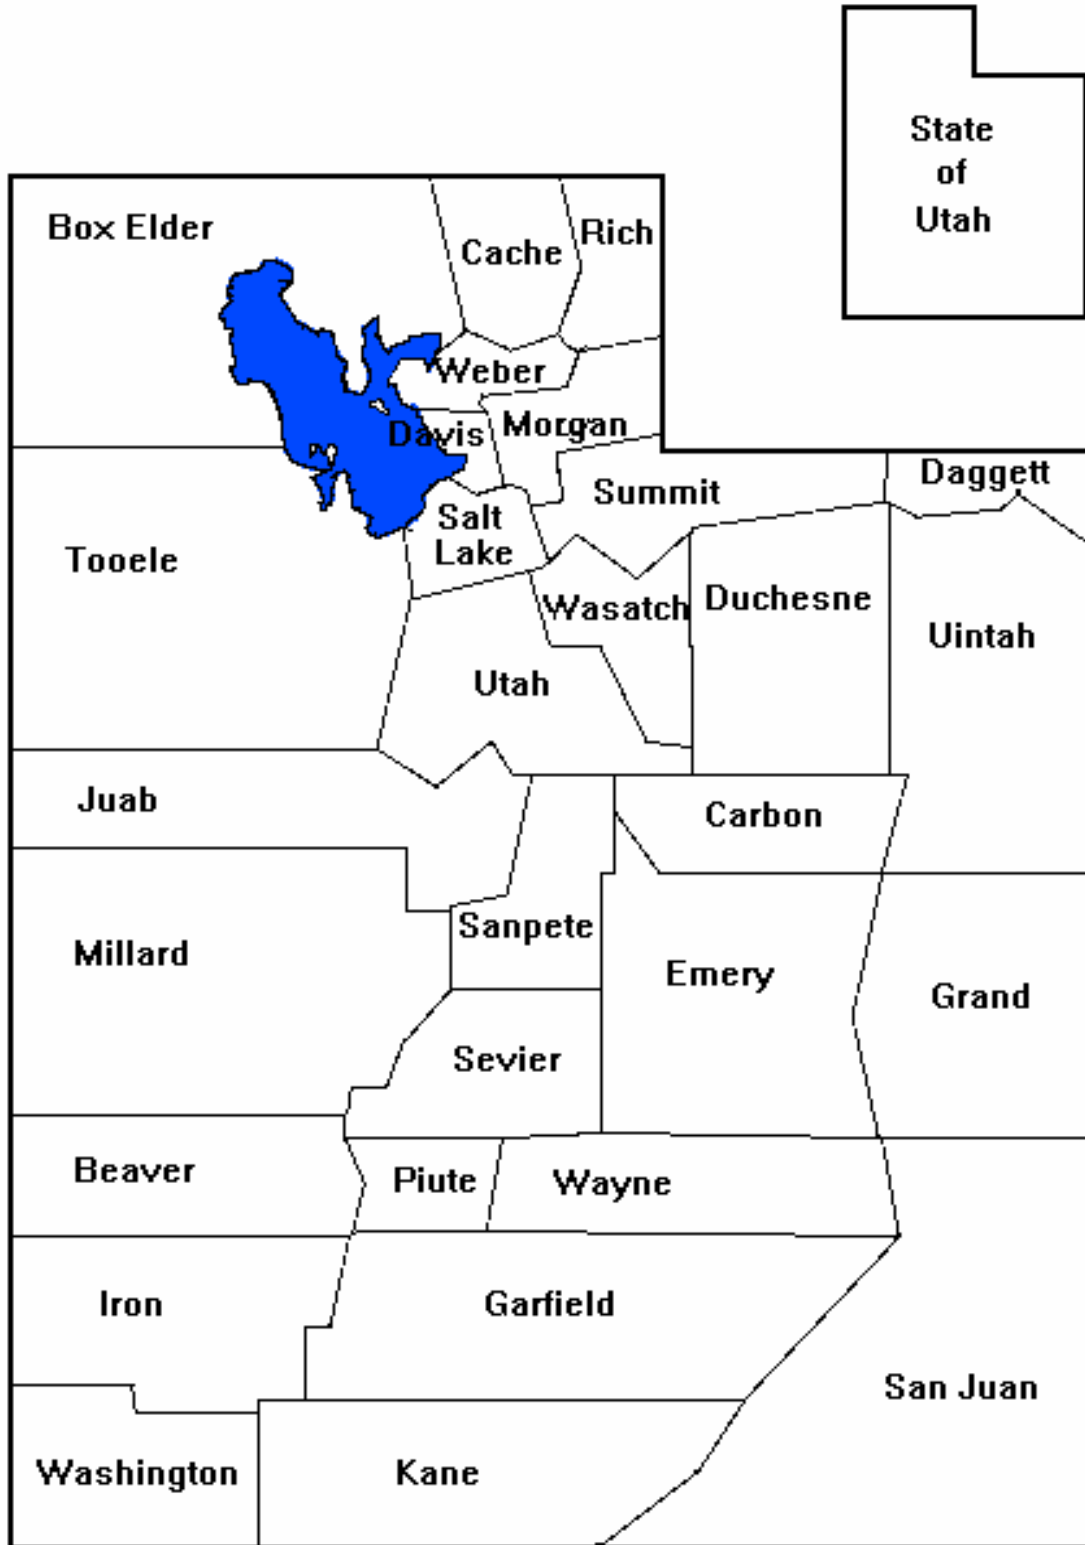 State
of
Utah
Box Elder
Cache
Rich
Weber
Davis
Morgan
Summit
Daggett
Salt
Lake
Tooele
Wasatch
Duchesne
Uintah
Utah
Juab
Carbon
Sanpete
Millard
Emery
Grand
Sevier
Beaver
Piute
Wayne
Iron
Garfield
San Juan
Washington
Kane